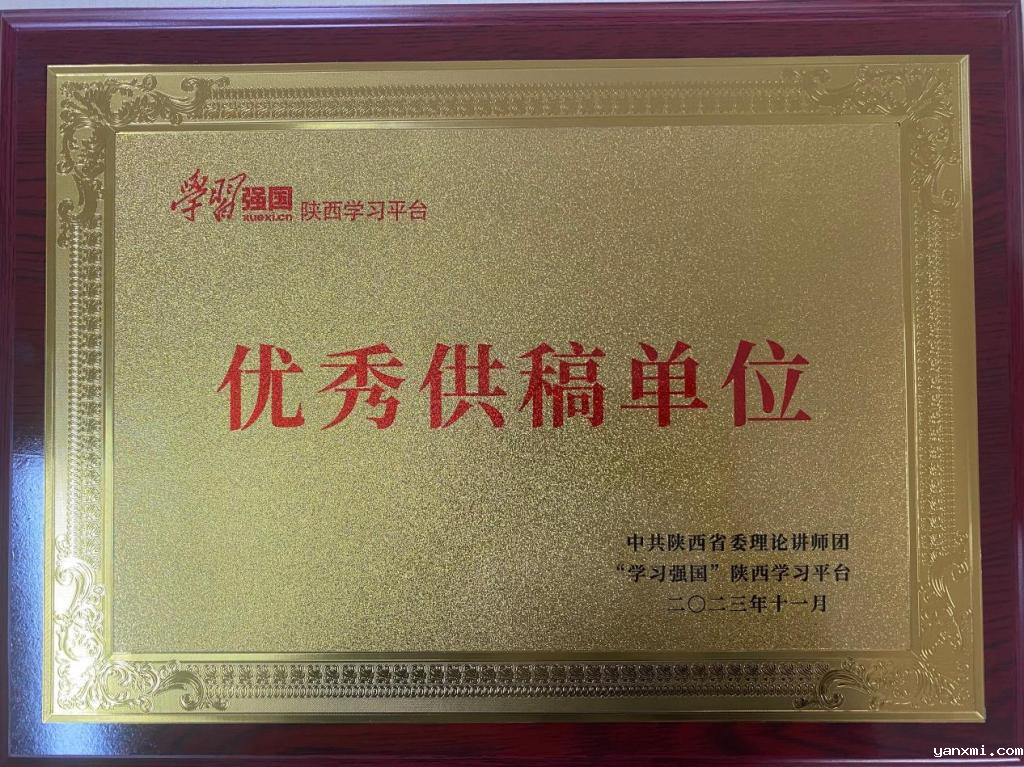 學習强国 xuexi.cn 陕西学习平台
优秀供稿单位
中共陕西省委理论讲师团
“学习强国”陕西学习平台
二〇二三年十一月
yanxmi.com